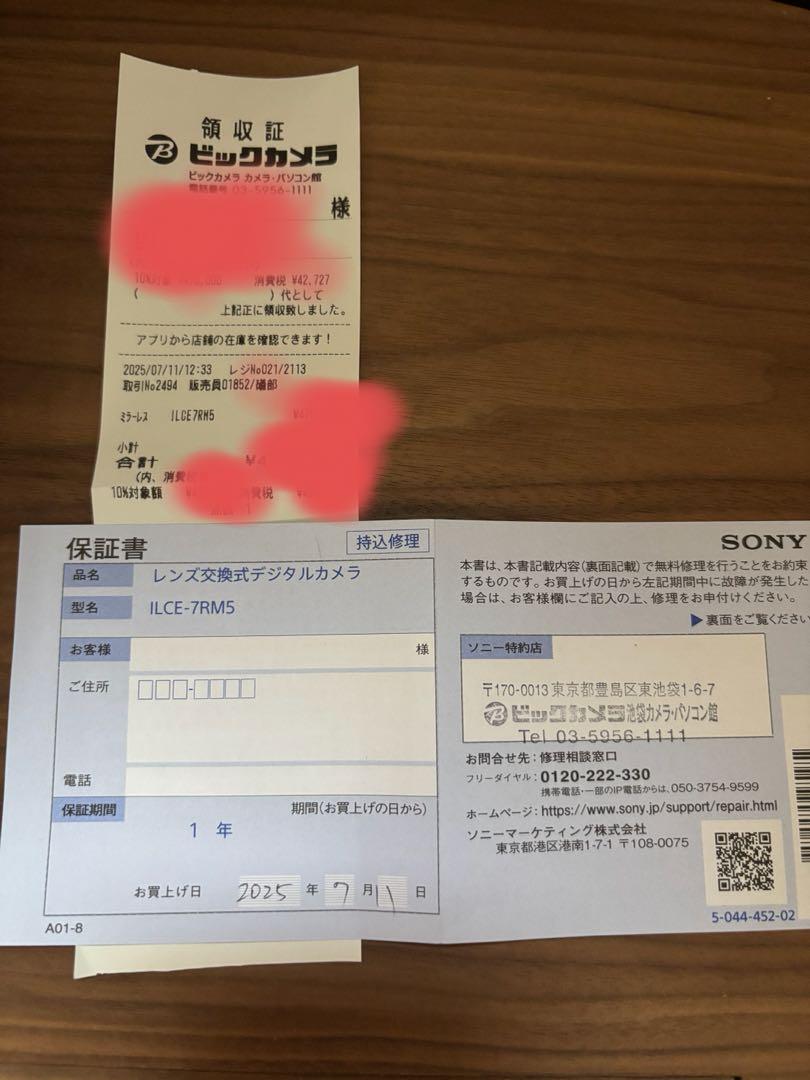 領収証
ビックカメラ
ビックカメラ カメラ・パソコン館
電話番号 03-5956-1111
様
10%対象 消費税 ¥42,727
( )代として
上記正に領収致しました。
アプリから店舗の在庫を確認できます!
2025/07/11/12:33 レジNo021/2113
取引No2494 販売員01852/礒部
ミラーレス ILCE7RM5
小計
合計 ¥4
(内、消費税
10%対象額 消費税
保証書
持込修理
品名 レンズ交換式デジタルカメラ
型名 ILCE-7RM5
お客様 様
ご住所
電話
保証期間 期間(お買上げの日から)
1 年
お買上げ日 2025 年 7 月 11 日
A01-8
SONY
本書は、本書記載内容(裏面記載)で無料修理を行うことをお約束
するものです。お買上げの日から左記期間中に故障が発生した
場合は、お客様欄にご記入の上、修理をお申付けください。
▶裏面をご覧ください
ソニー特約店
〒170-0013 東京都豊島区東池袋1-6-7
ビックカメラ池袋カメラ・パソコン館
Tel 03-5956-1111
お問合せ先:修理相談窓口
フリーダイヤル:0120-222-330
携帯電話・一部のIP電話からは、050-3754-9599
ホームページ:https://www.sony.jp/support/repair.html
ソニーマーケティング株式会社
東京都港区港南1-7-1 〒108-0075
5-044-452-02